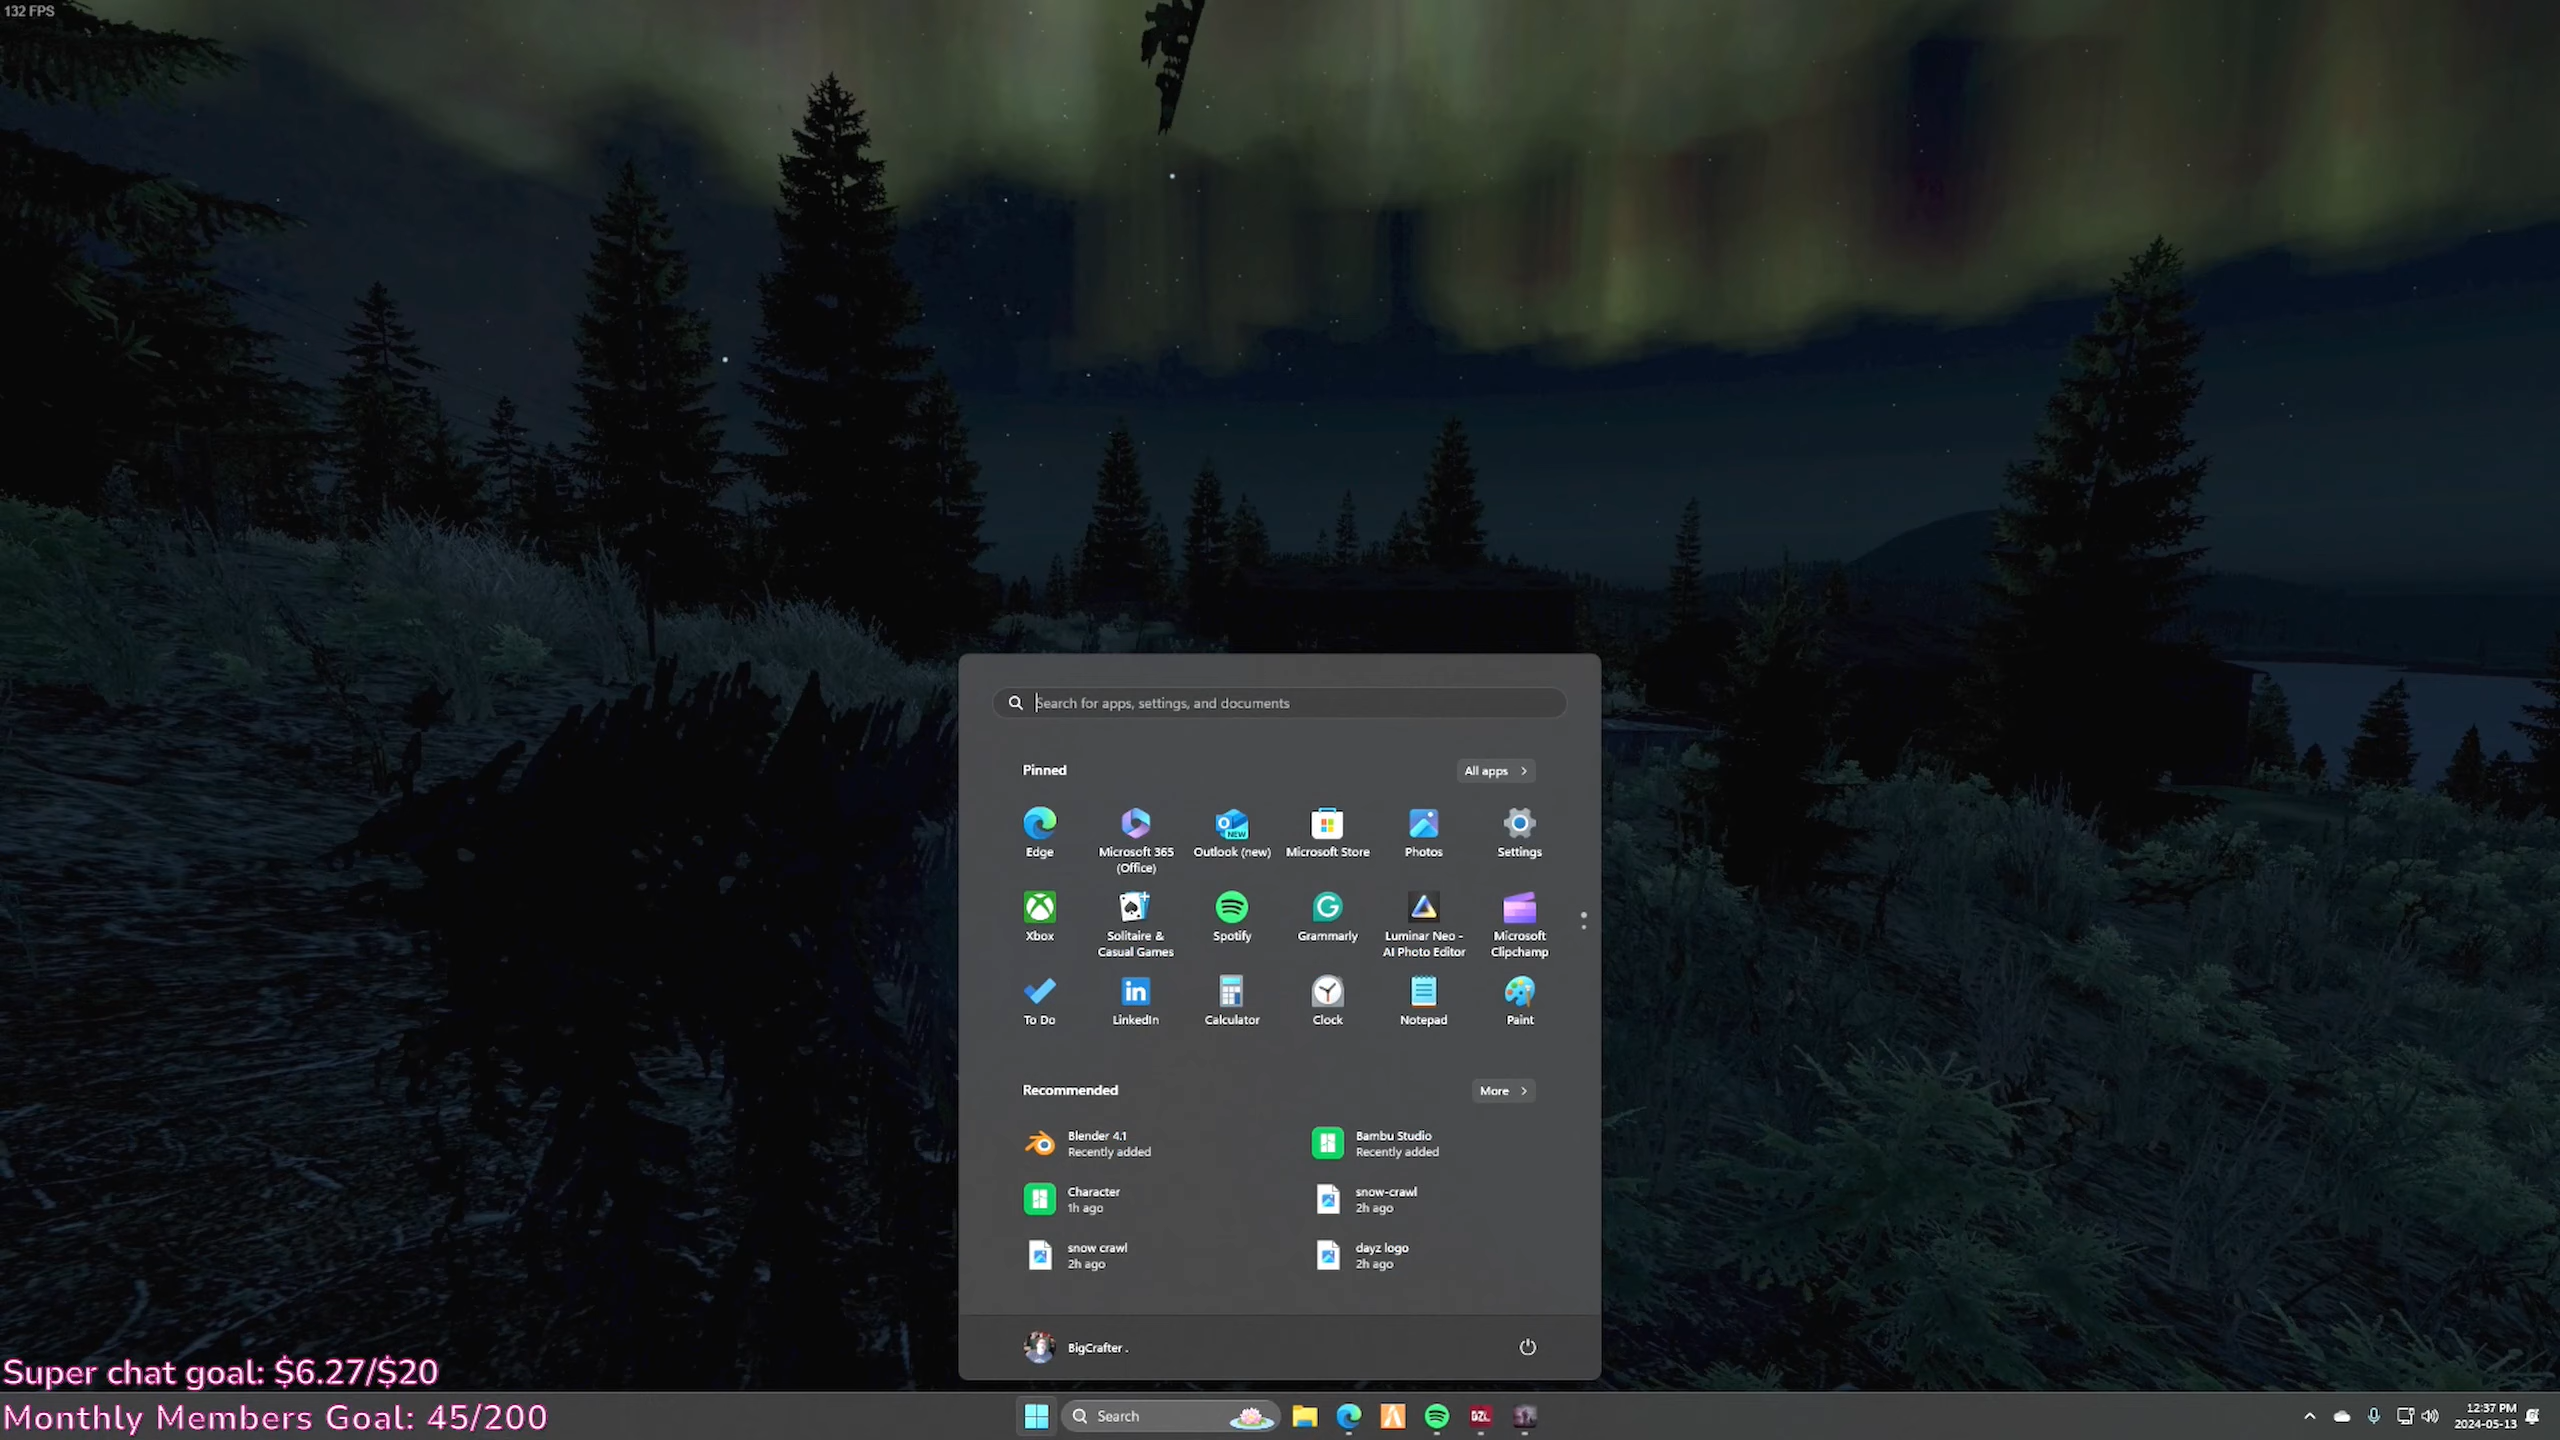 132 FPS
Search for apps, settings, and documents
Pinned
All apps
Edge
Microsoft 365
(Office)
Outlook (new)
Microsoft Store
Photos
Settings
Xbox
Solitaire &
Casual Games
Spotify
Grammarly
Luminar Neo -
AI Photo Editor
Microsoft
Clipchamp
To Do
LinkedIn
Calculator
Clock
Notepad
Paint
Recommended
More
Blender 4.1
Recently added
Bambu Studio
Recently added
Character
1h ago
snow-crawl
2h ago
snow crawl
2h ago
dayz logo
2h ago
BigCrafter .
Super chat goal: $6.27/$20
Monthly Members Goal: 45/200
Search
NEW
DZL
12:37 PM
2024-05-13